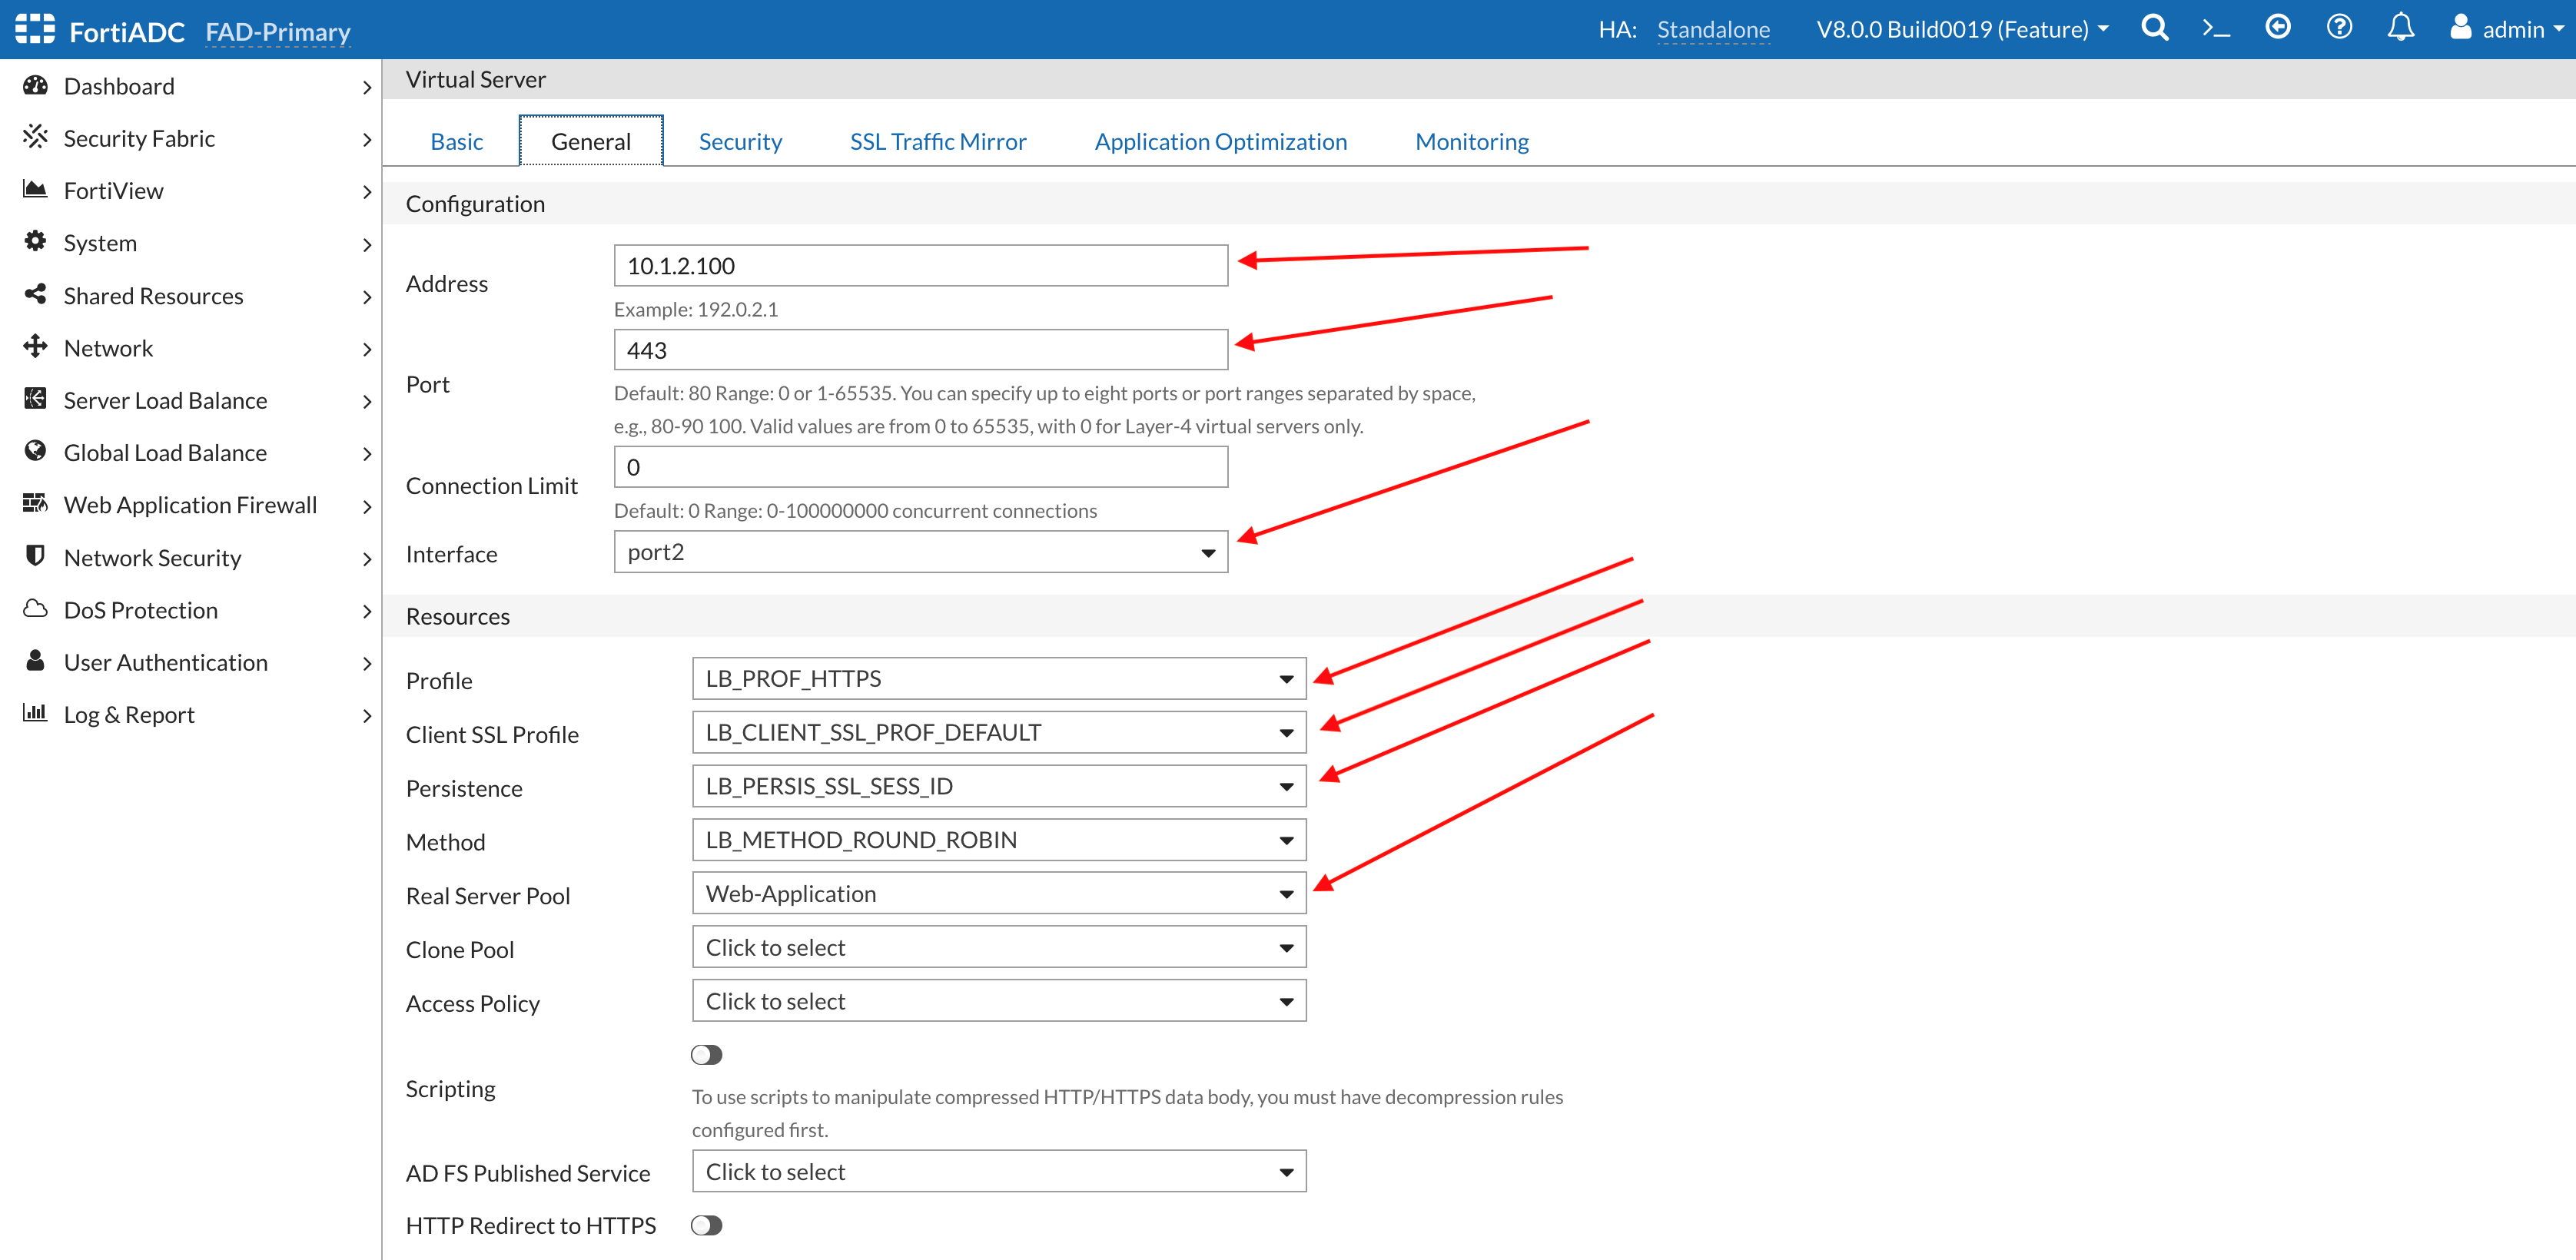 FortiADC FAD-Primary HA: Standalone V8.0.0 Build0019 (Feature) admin
Dashboard
Security Fabric
FortiView
System
Shared Resources
Network
Server Load Balance
Global Load Balance
Web Application Firewall
Network Security
DoS Protection
User Authentication
Log & Report
Virtual Server
Basic General Security SSL Traffic Mirror Application Optimization Monitoring
Configuration
Address 10.1.2.100
Example: 192.0.2.1
Port 443
Default: 80 Range: 0 or 1-65535. You can specify up to eight ports or port ranges separated by space,
e.g., 80-90 100. Valid values are from 0 to 65535, with 0 for Layer-4 virtual servers only.
Connection Limit 0
Default: 0 Range: 0-100000000 concurrent connections
Interface port2
Resources
Profile LB_PROF_HTTPS
Client SSL Profile LB_CLIENT_SSL_PROF_DEFAULT
Persistence LB_PERSIS_SSL_SESS_ID
Method LB_METHOD_ROUND_ROBIN
Real Server Pool Web-Application
Clone Pool Click to select
Access Policy Click to select
Scripting
To use scripts to manipulate compressed HTTP/HTTPS data body, you must have decompression rules
configured first.
AD FS Published Service Click to select
HTTP Redirect to HTTPS